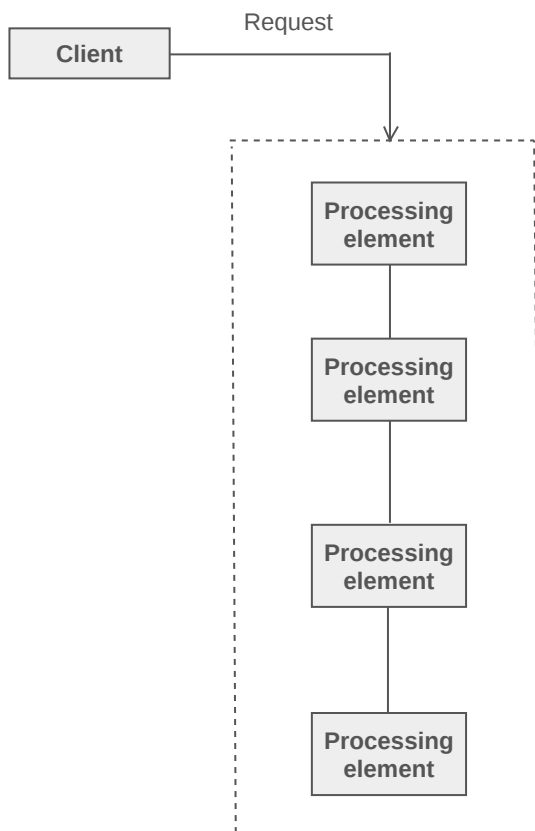 Request
Client
Processing
element
Processing
element
Processing
element
Processing
element